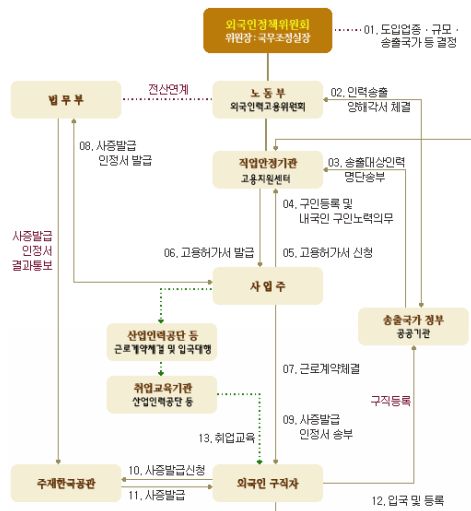 외국인정책위원회
위원장 : 국무조정실장
01. 도입업종 · 규모 ·
송출국가 등 결정
법 무 부
전산연계
노 동 부
외국인력고용위원회
02. 인력송출
양해각서 체결
08. 사증발급
인정서 발급
직업안정기관
고용지원센터
03. 송출대상인력
명단송부
04. 구인등록 및
내국인 구인노력의무
사증발급
인정서
결과통보
06. 고용허가서 발급
05. 고용허가서 신청
사 업 주
산업인력공단 등
근로계약체결 및 입국대행
송출국가 정부
공공기관
07. 근로계약체결
취업교육기관
산업인력공단 등
구직등록
09. 사증발급
인정서 송부
13. 취업교육
10. 사증발급신청
주재한국공관
외국인 구직자
11. 사증발급
12. 입국 및 등록